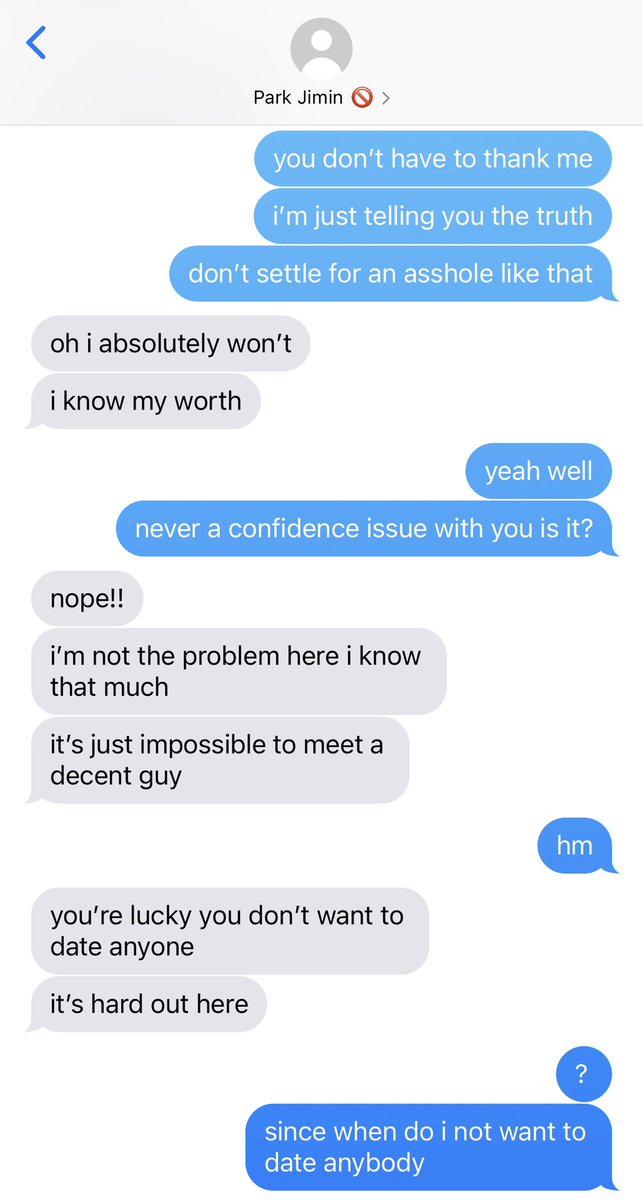 Park Jimin 🚫
you don’t have to thank me
i’m just telling you the truth
don’t settle for an asshole like that
oh i absolutely won’t
i know my worth
yeah well
never a confidence issue with you is it?
nope!!
i’m not the problem here i know
that much
it’s just impossible to meet a
decent guy
hm
you’re lucky you don’t want to
date anyone
it’s hard out here
?
since when do i not want to
date anybody